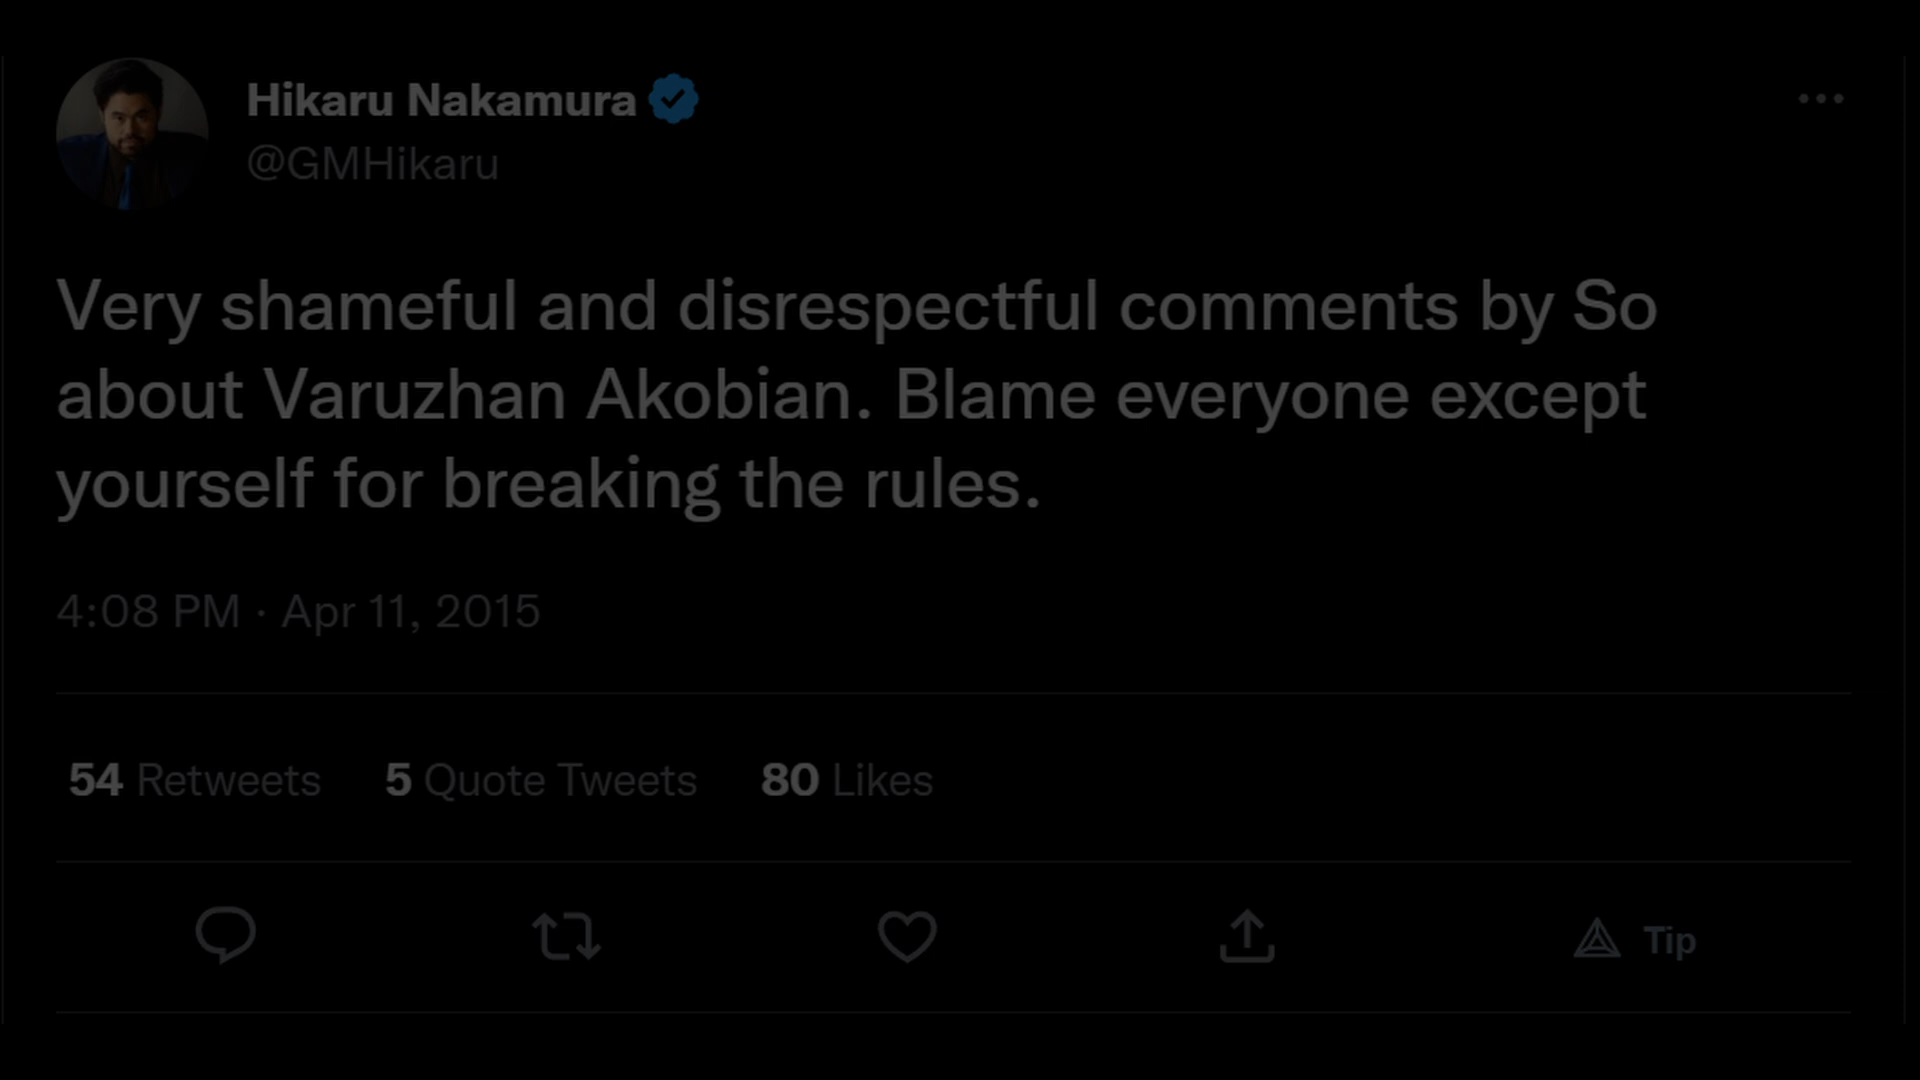 Hikaru Nakamura
@GMHikaru
Very shameful and disrespectful comments by So
about Varuzhan Akobian. Blame everyone except
yourself for breaking the rules.
4:08 PM · Apr 11, 2015
54 Retweets 5 Quote Tweets 80 Likes
Tip